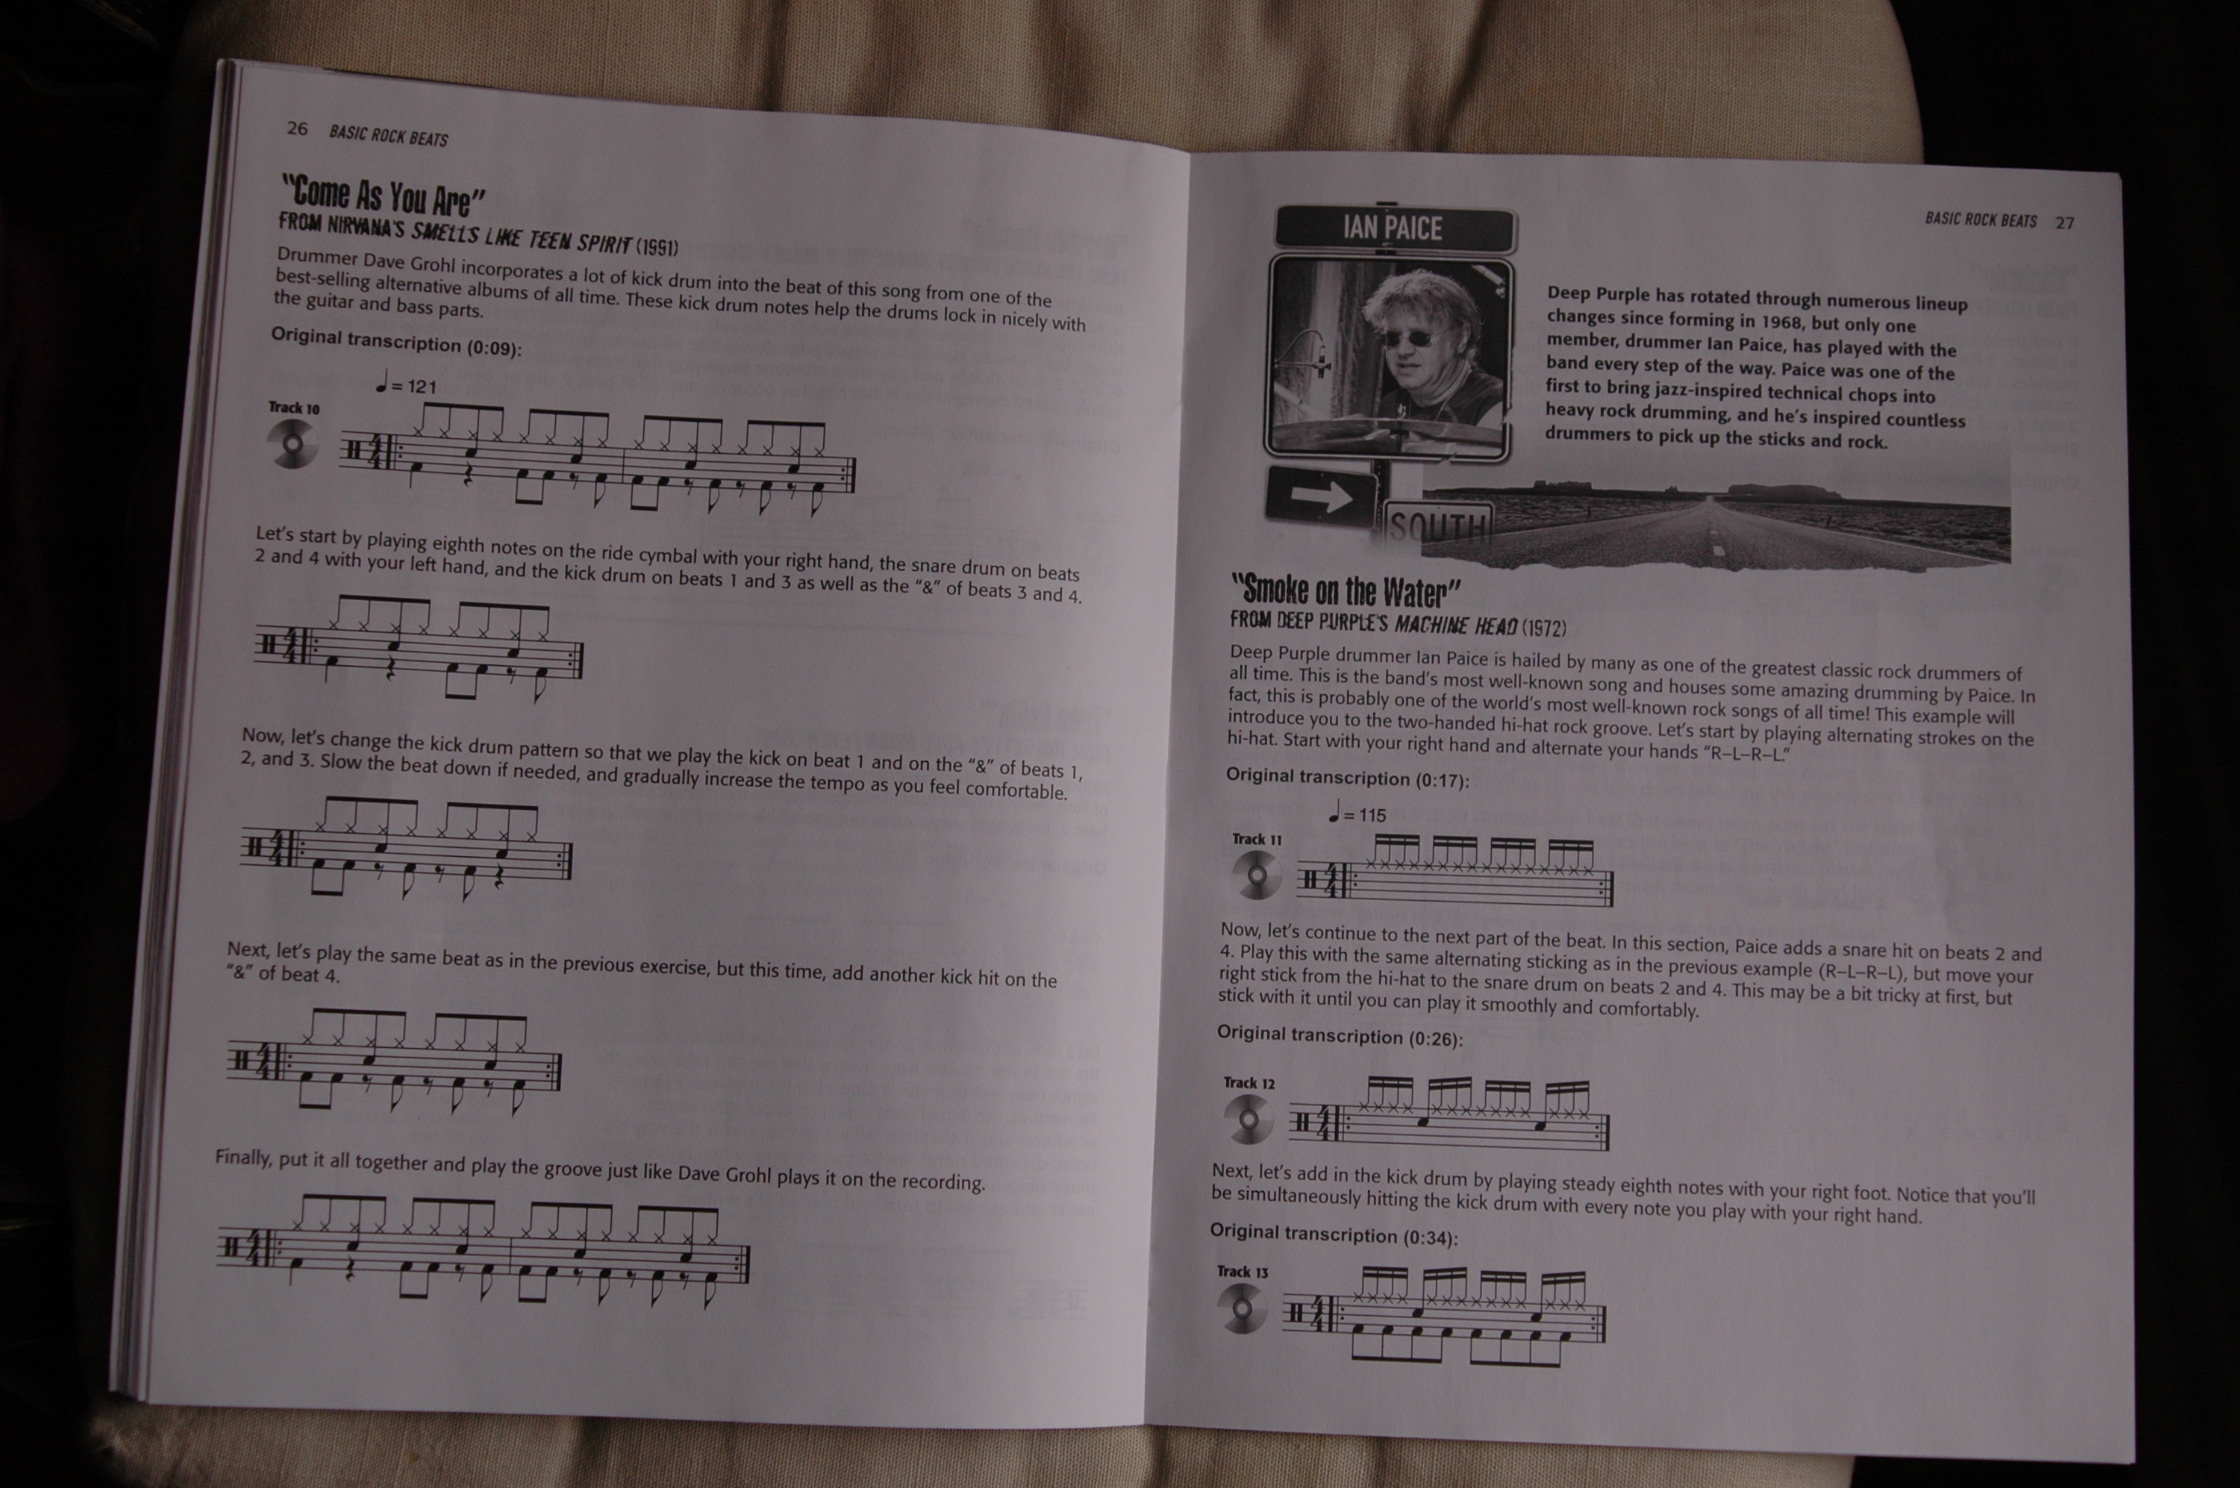 26 BASIC ROCK BEATS
"Come As You Are"
FROM NIRVANA'S SMELLS LIKE TEEN SPIRIT (1991)
Drummer Dave Grohl incorporates a lot of kick drum into the beat of this song from one of the
best-selling alternative albums of all time. These kick drum notes help the drums lock in nicely with
the guitar and bass parts.
Original transcription (0:09):
♩= 121
Track 10
4/4
Let's start by playing eighth notes on the ride cymbal with your right hand, the snare drum on beats
2 and 4 with your left hand, and the kick drum on beats 1 and 3 as well as the "&" of beats 3 and 4.
4/4
Now, let's change the kick drum pattern so that we play the kick on beat 1 and on the "&" of beats 1,
2, and 3. Slow the beat down if needed, and gradually increase the tempo as you feel comfortable.
4/4
Next, let's play the same beat as in the previous exercise, but this time, add another kick hit on the
"&" of beat 4.
4/4
Finally, put it all together and play the groove just like Dave Grohl plays it on the recording.
4/4
BASIC ROCK BEATS 27
IAN PAICE
Deep Purple has rotated through numerous lineup
changes since forming in 1968, but only one
member, drummer Ian Paice, has played with the
band every step of the way. Paice was one of the
first to bring jazz-inspired technical chops into
heavy rock drumming, and he's inspired countless
drummers to pick up the sticks and rock.
SOUTH
"Smoke on the Water"
FROM DEEP PURPLE'S MACHINE HEAD (1972)
Deep Purple drummer Ian Paice is hailed by many as one of the greatest classic rock drummers of
all time. This is the band's most well-known song and houses some amazing drumming by Paice. In
fact, this is probably one of the world's most well-known rock songs of all time! This example will
introduce you to the two-handed hi-hat rock groove. Let's start by playing alternating strokes on the
hi-hat. Start with your right hand and alternate your hands "R–L–R–L."
Original transcription (0:17):
♩= 115
Track 11
4/4
Now, let's continue to the next part of the beat. In this section, Paice adds a snare hit on beats 2 and
4. Play this with the same alternating sticking as in the previous example (R–L–R–L), but move your
right stick from the hi-hat to the snare drum on beats 2 and 4. This may be a bit tricky at first, but
stick with it until you can play it smoothly and comfortably.
Original transcription (0:26):
Track 12
4/4
Next, let's add in the kick drum by playing steady eighth notes with your right foot. Notice that you'll
be simultaneously hitting the kick drum with every note you play with your right hand.
Original transcription (0:34):
Track 13
4/4